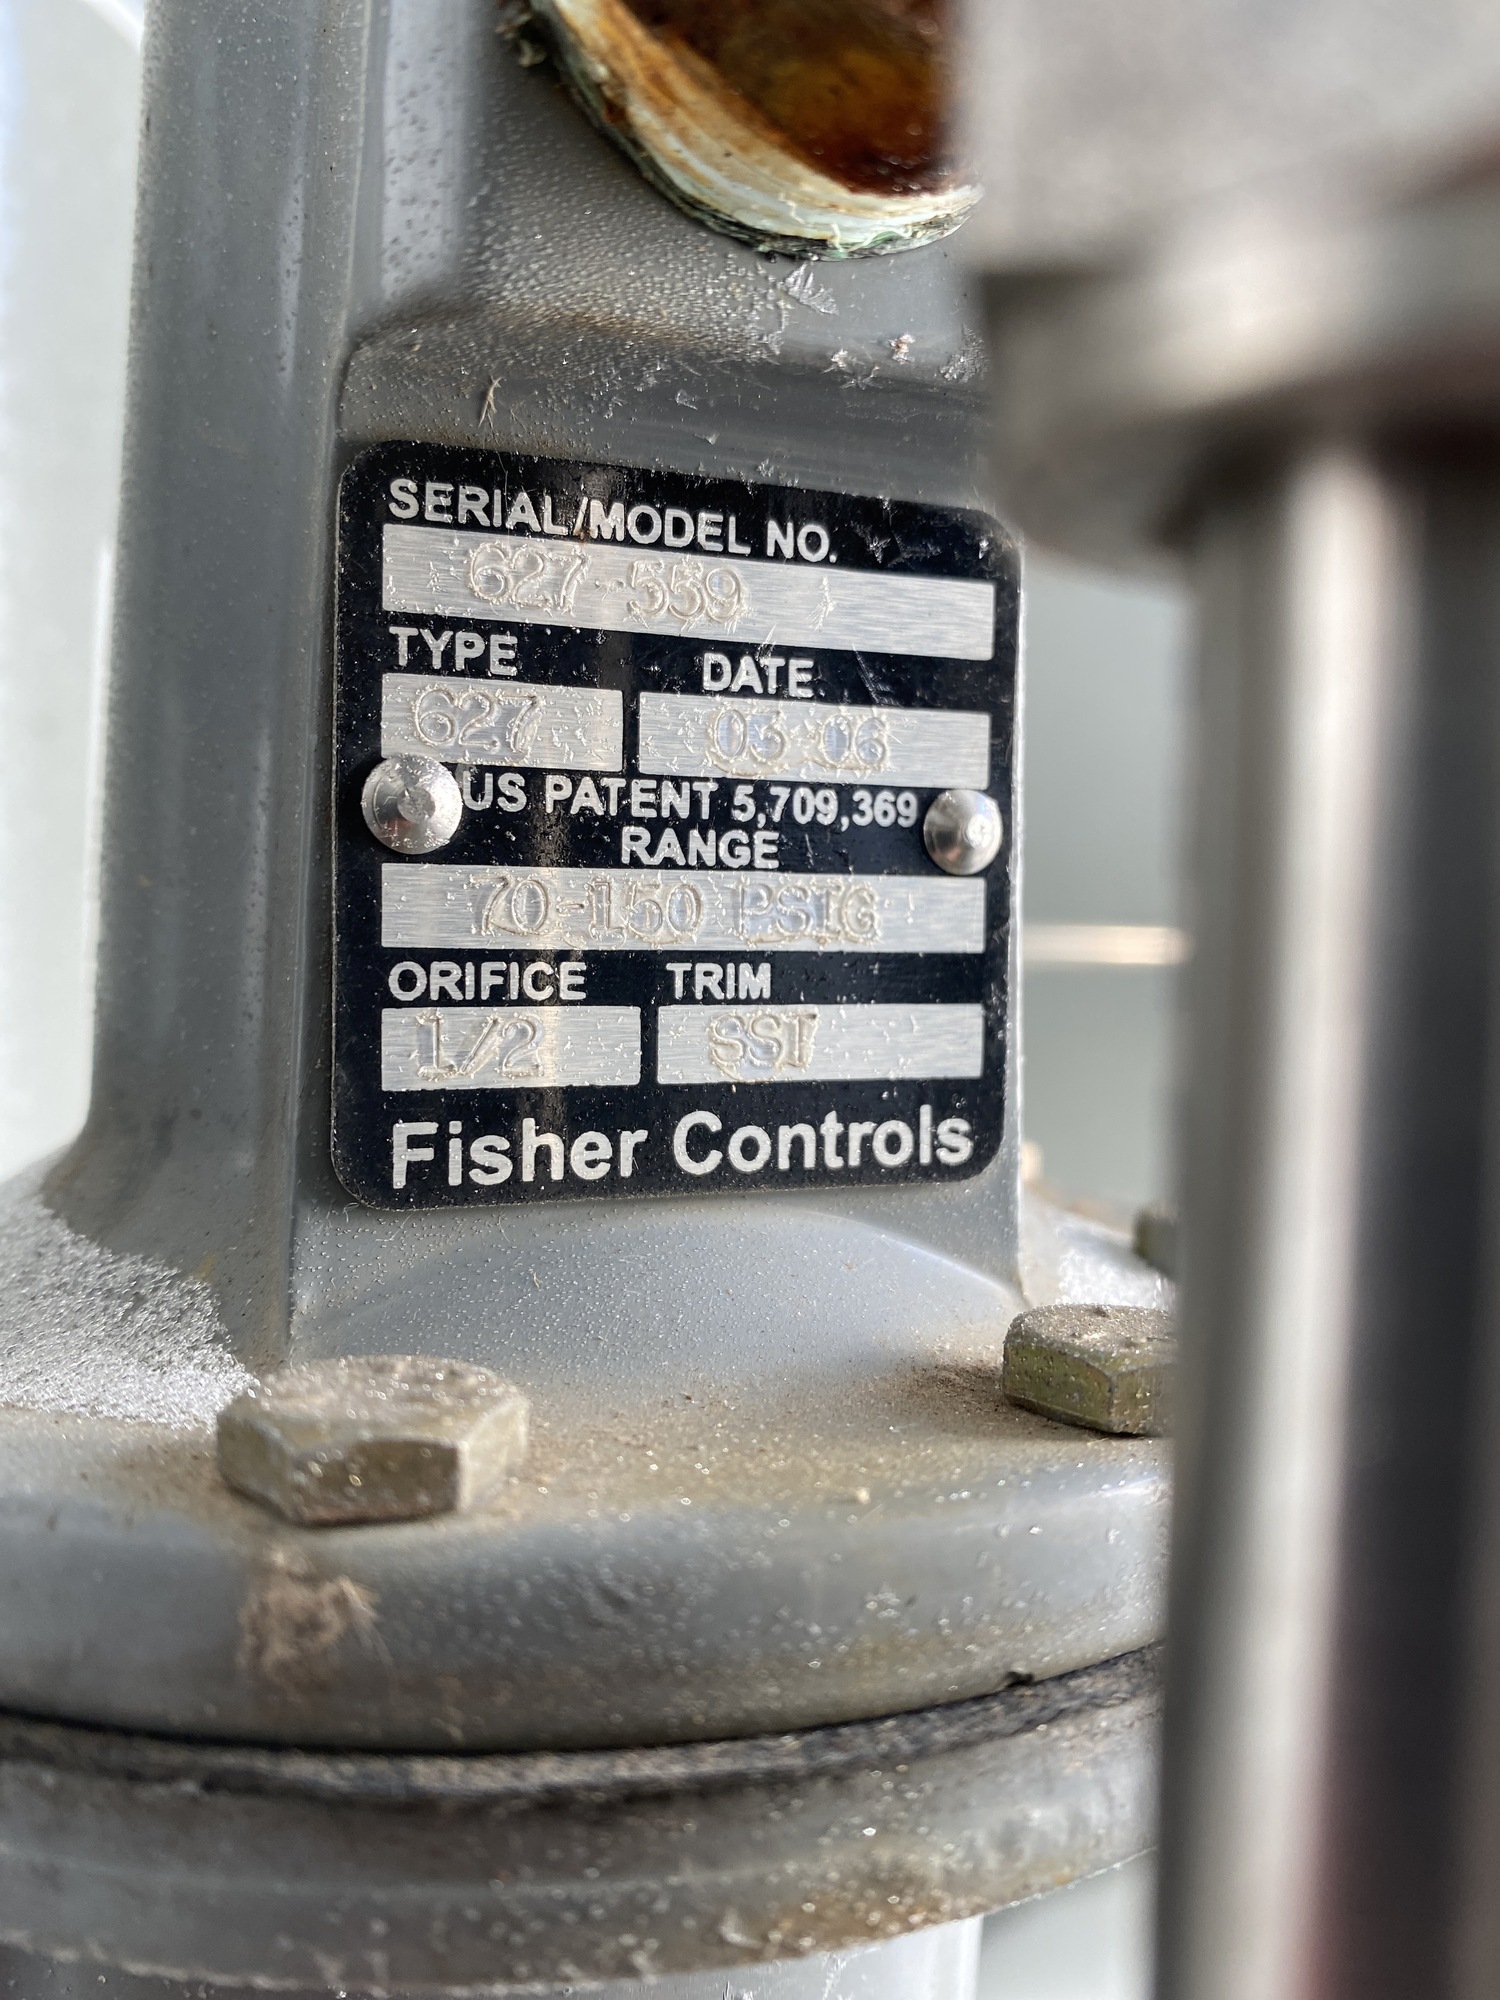 SERIAL/MODEL NO.
627-559
TYPE DATE
627 03 06
US PATENT 5,709,369
RANGE
70-150 PSIG
ORIFICE TRIM
1/2 SST
Fisher Controls